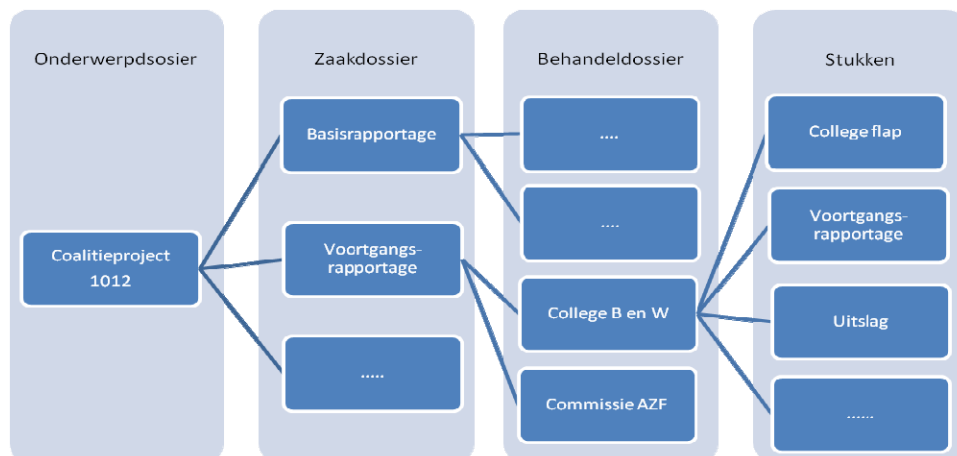 Onderwerpdsosier
Coalitieproject
1012
Zaakdossier
Basisrapportage
Voortgangs-
rapportage
.....
Behandeldossier
....
....
College B en W
Commissie AZF
Stukken
College flap
Voortgangs-
rapportage
Uitslag
......